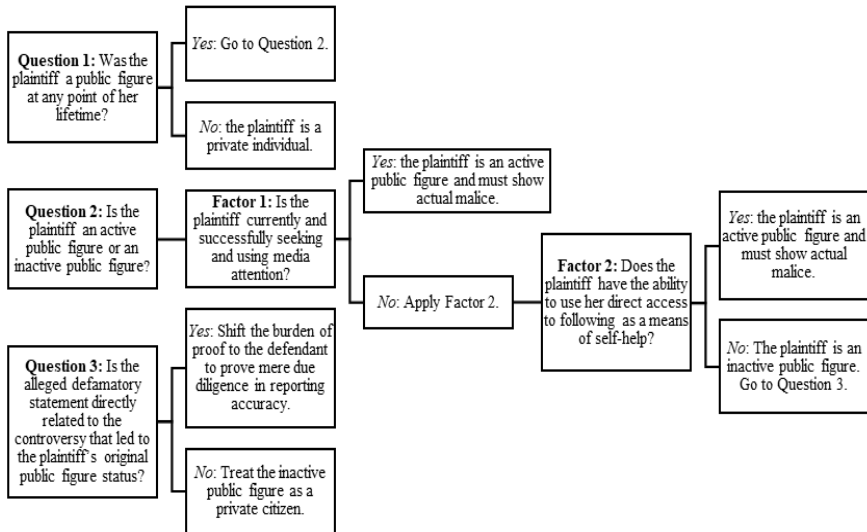 Question 1: Was the
plaintiff a public figure
at any point of her
lifetime?
Yes: Go to Question 2.
No: the plaintiff is a
private individual.
Question 2: Is the
plaintiff an active
public figure or an
inactive public figure?
Factor 1: Is the
plaintiff currently and
successfully seeking
and using media
attention?
Yes: the plaintiff is an active
public figure and must show
actual malice.
No: Apply Factor 2.
Factor 2: Does the
plaintiff have the ability
to use her direct access
to following as a means
of self-help?
Yes: the plaintiff is an
active public figure and
must show actual
malice.
No: The plaintiff is an
inactive public figure.
Go to Question 3.
Question 3: Is the
alleged defamatory
statement directly
related to the
controversy that led to
the plaintiff's original
public figure status?
Yes: Shift the burden of
proof to the defendant
to prove mere due
diligence in reporting
accuracy.
No: Treat the inactive
public figure as a
private citizen.